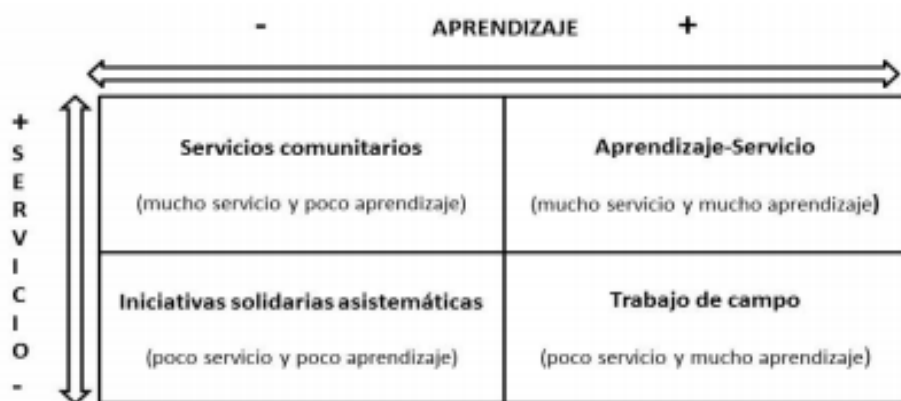 - APRENDIZAJE +
+ SERVICIO -
Servicios comunitarios
(mucho servicio y poco aprendizaje)
Aprendizaje-Servicio
(mucho servicio y mucho aprendizaje)
Iniciativas solidarias asistemáticas
(poco servicio y poco aprendizaje)
Trabajo de campo
(poco servicio y mucho aprendizaje)